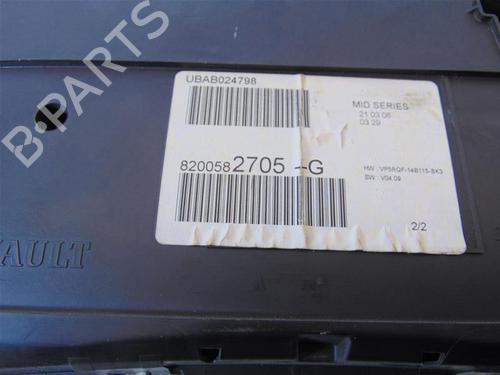 B-PARTS
UBAB024798
MID SERIES
21 03 06
03 29
8200582705--G
HW : VP5RQF-14B115-BK3
SW : V04.09
2/2
AULT